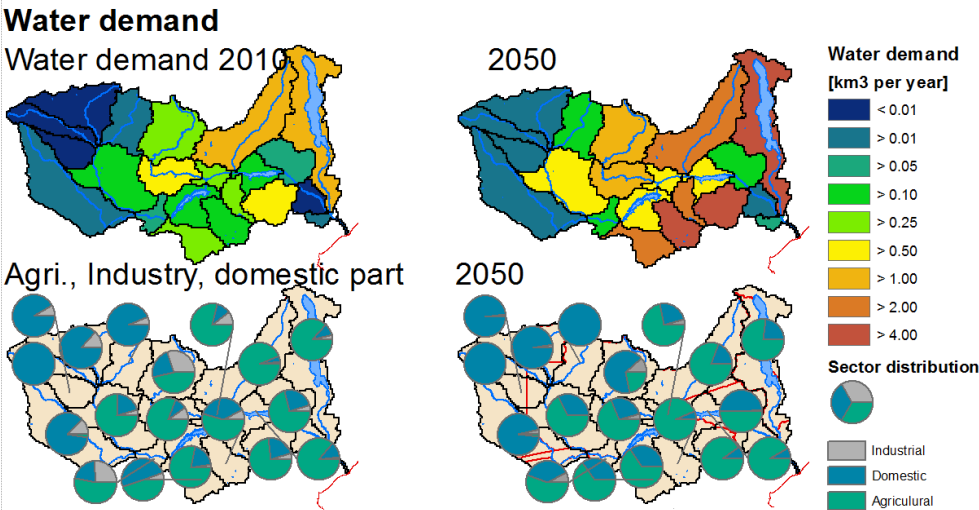 Water demand
Water demand 2010
2050
Water demand
[km3 per year]
< 0.01
> 0.01
> 0.05
> 0.10
> 0.25
> 0.50
> 1.00
> 2.00
> 4.00
Agri., Industry, domestic part
2050
Sector distribution
Industrial
Domestic
Agriculural